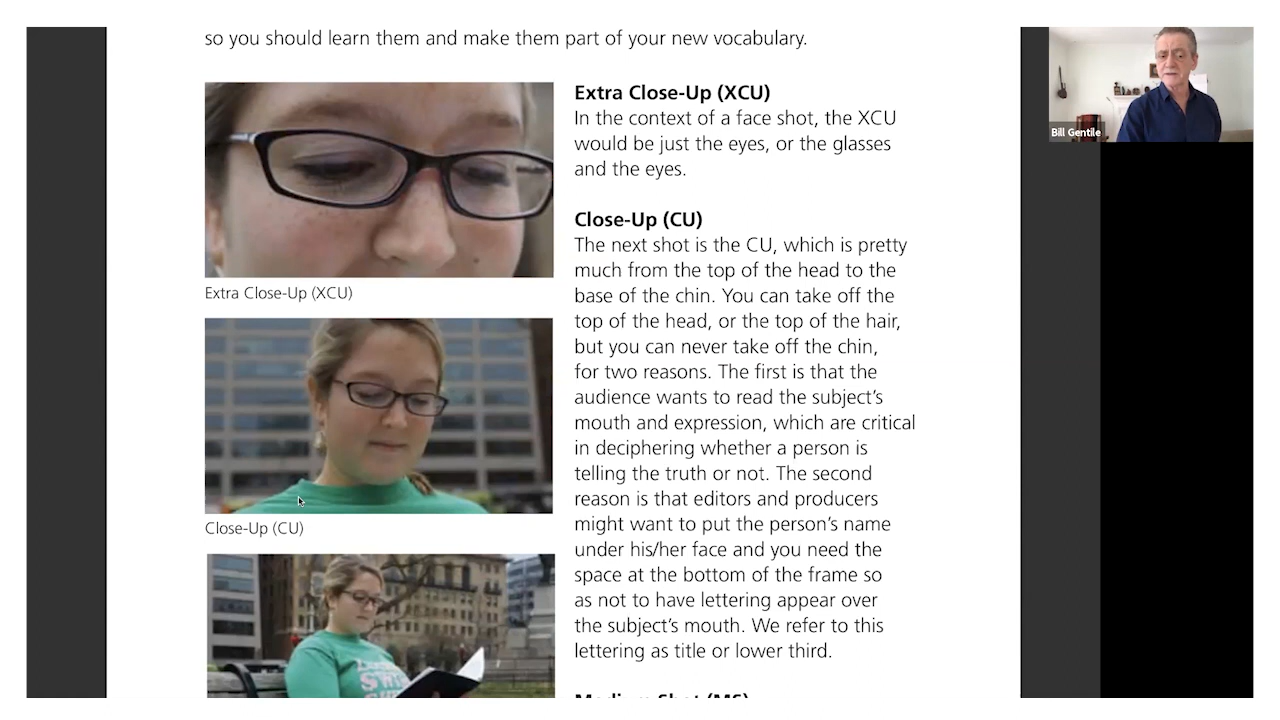 so you should learn them and make them part of your new vocabulary.
Extra Close-Up (XCU)
In the context of a face shot, the XCU
would be just the eyes, or the glasses
and the eyes.
Extra Close-Up (XCU)
Close-Up (CU)
The next shot is the CU, which is pretty
much from the top of the head to the
base of the chin. You can take off the
top of the head, or the top of the hair,
but you can never take off the chin,
for two reasons. The first is that the
audience wants to read the subject's
mouth and expression, which are critical
in deciphering whether a person is
telling the truth or not. The second
reason is that editors and producers
might want to put the person's name
under his/her face and you need the
space at the bottom of the frame so
as not to have lettering appear over
the subject's mouth. We refer to this
lettering as title or lower third.
Close-Up (CU)
Medium Shot (MS)
Bill Gentile